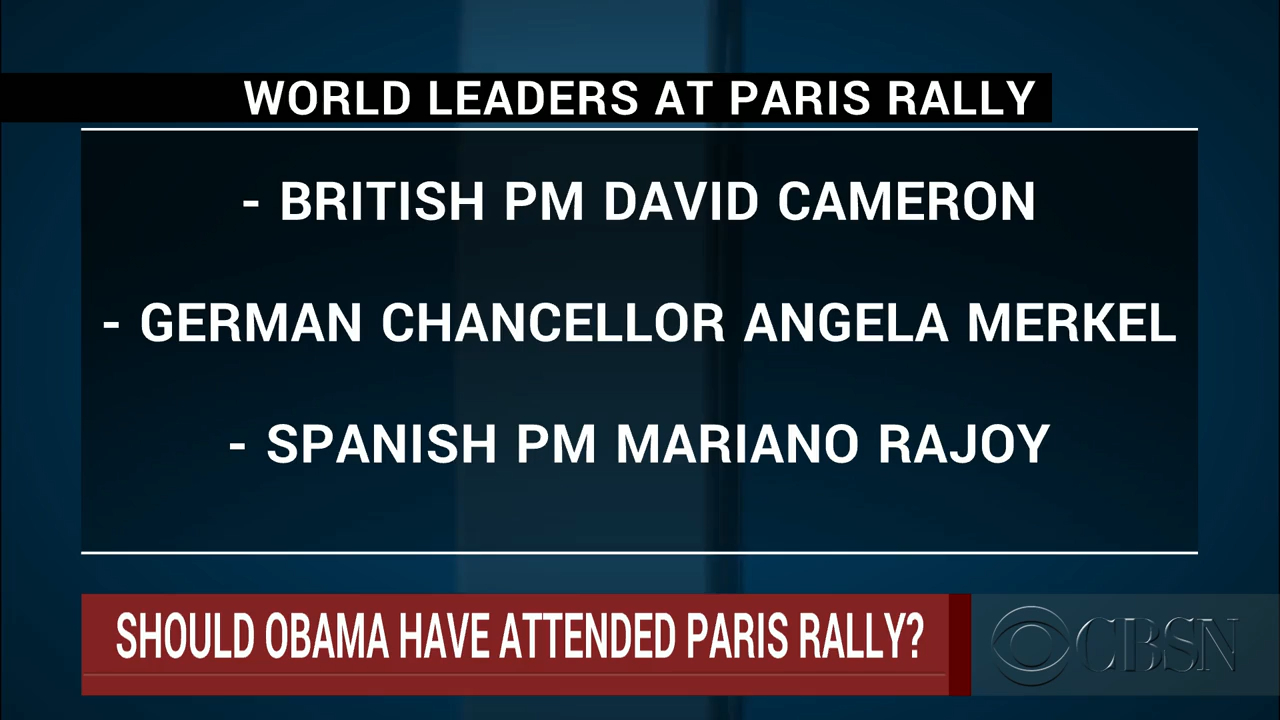 WORLD LEADERS AT PARIS RALLY
- BRITISH PM DAVID CAMERON
- GERMAN CHANCELLOR ANGELA MERKEL
- SPANISH PM MARIANO RAJOY
SHOULD OBAMA HAVE ATTENDED PARIS RALLY?
CBSN